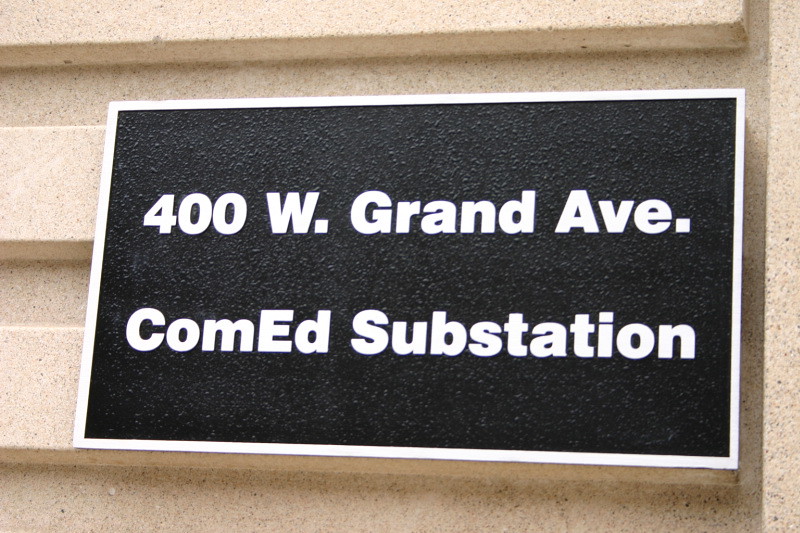 400 W. Grand Ave.
ComEd Substation